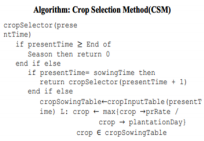 Algorithm: Crop Selection Method(CSM)
cropSelector(prese
ntTime)
if presentTime ≥ End of
Season then return 0
end if else
if presentTime= sowingTime then
return cropSelector(presentTime + 1)
end if else
cropSowingTable←cropInputTable(presentT
ime) L: crop ← max(crop →prRate /
crop → plantationDay)
crop ∈ cropSowingTable